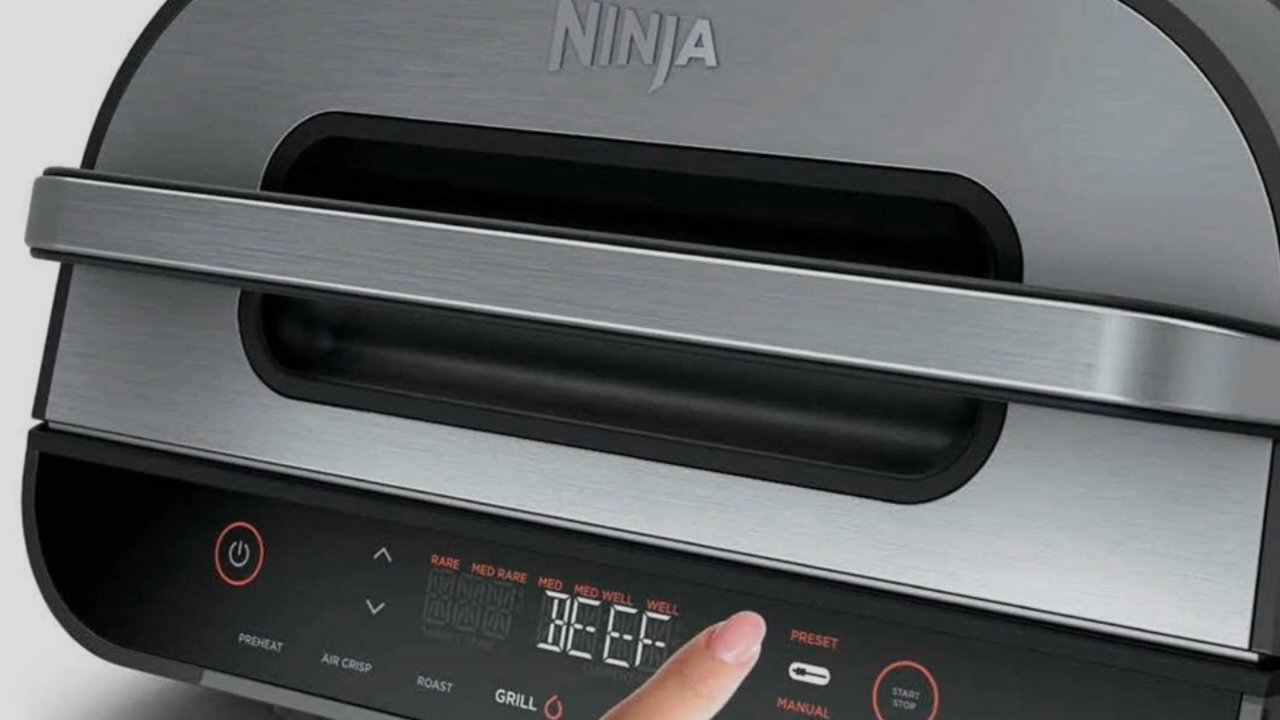 NINJA
RARE MED RARE MED MED WELL WELL
BEEF
PRESET
MANUAL
START
STOP
PREHEAT
AIR CRISP
ROAST
GRILL